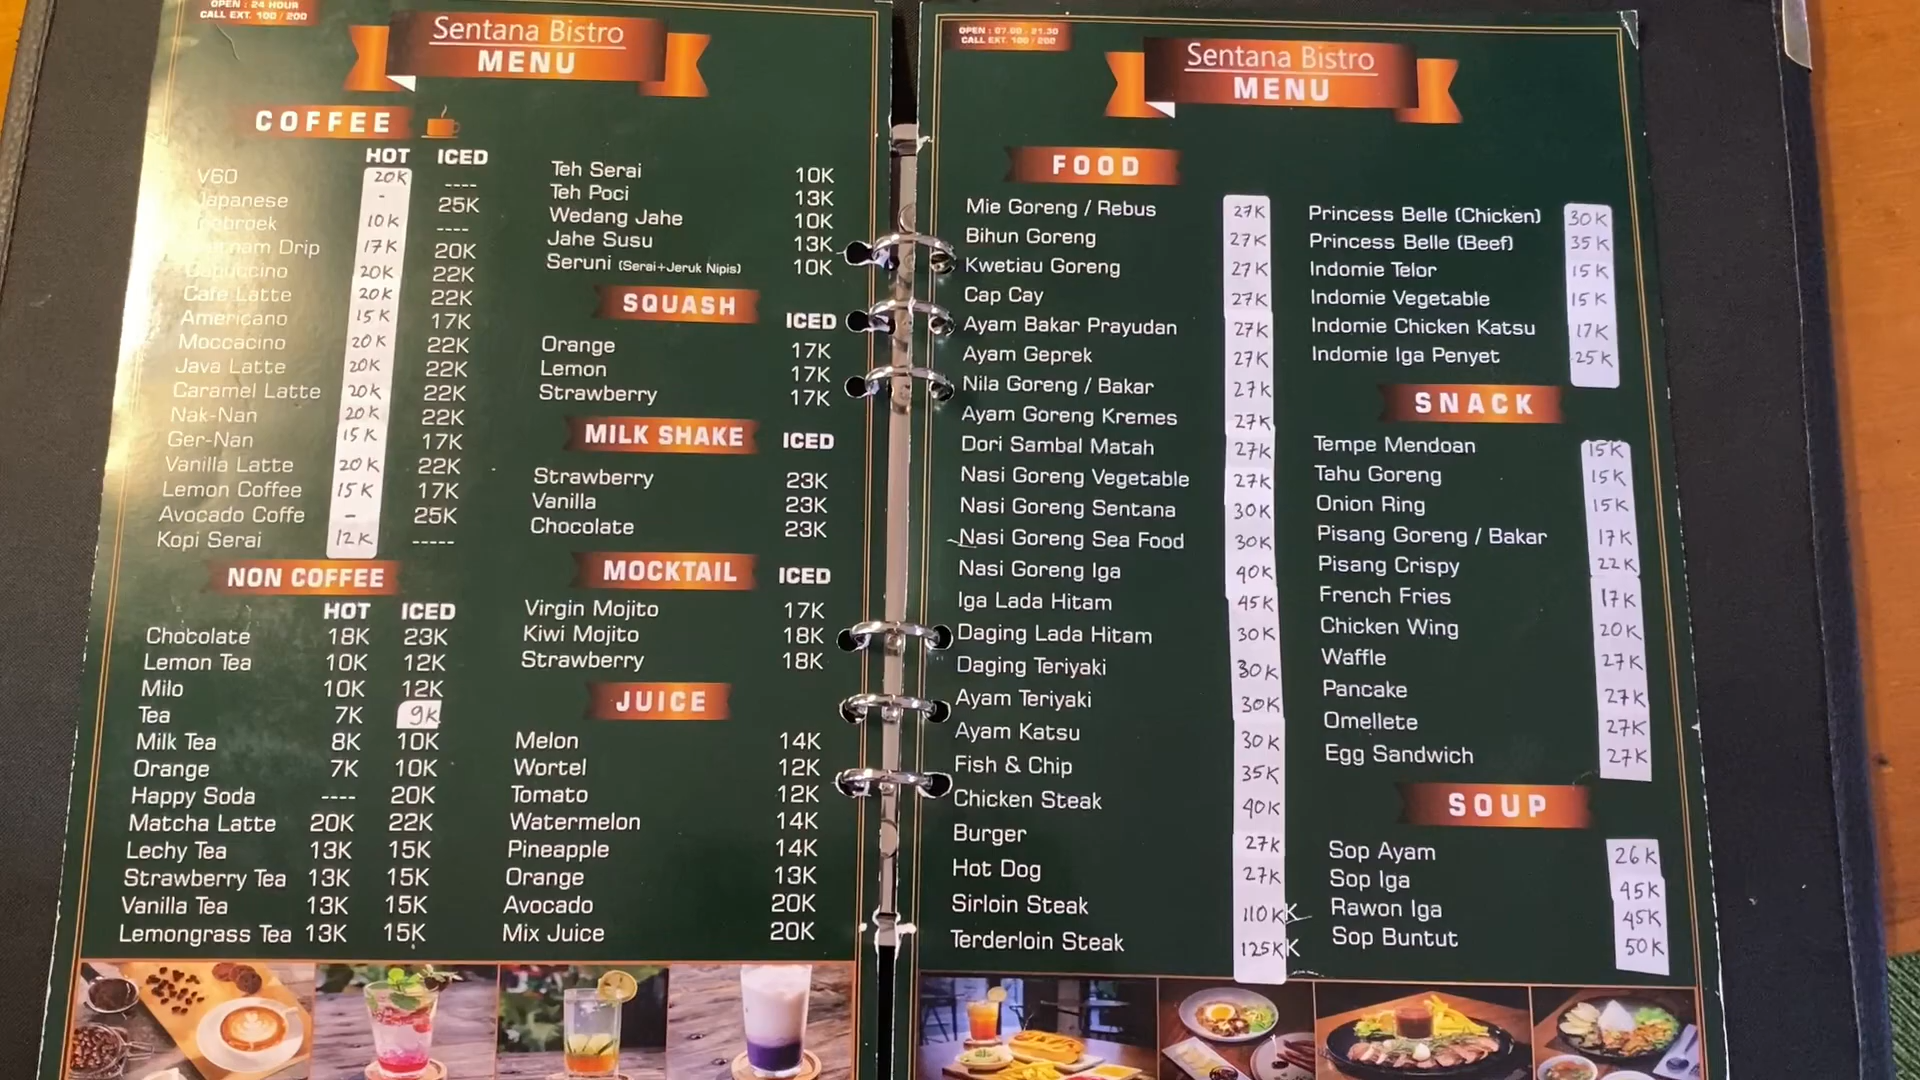 OPEN : 24 HOUR
CALL EXT. 100 / 200
Sentana Bistro
MENU
COFFEE
HOT ICED
V60 20K ----
Japanese - 25K
10K ----
Drip 17K 20K
Cappuccino 20K 22K
Cafe Latte 20K 22K
Americano 15K 17K
Moccacino 20K 22K
Java Latte 20K 22K
Caramel Latte 20K 22K
Nak-Nan 20K 22K
Ger-Nan 15K 17K
Vanilla Latte 20K 22K
Lemon Coffee 15K 17K
Avocado Coffe - 25K
Kopi Serai 12K -----
NON COFFEE
HOT ICED
Chocolate 18K 23K
Lemon Tea 10K 12K
Milo 10K 12K
Tea 7K 9K
Milk Tea 8K 10K
Orange 7K 10K
Happy Soda ---- 20K
Matcha Latte 20K 22K
Lechy Tea 13K 15K
Strawberry Tea 13K 15K
Vanilla Tea 13K 15K
Lemongrass Tea 13K 15K
Teh Serai 10K
Teh Poci 13K
Wedang Jahe 10K
Jahe Susu 13K
Seruni (Serai+Jeruk Nipis) 10K
SQUASH
ICED
Orange 17K
Lemon 17K
Strawberry 17K
MILK SHAKE ICED
Strawberry 23K
Vanilla 23K
Chocolate 23K
MOCKTAIL ICED
Virgin Mojito 17K
Kiwi Mojito 18K
Strawberry 18K
JUICE
Melon 14K
Wortel 12K
Tomato 12K
Watermelon 14K
Pineapple 14K
Orange 13K
Avocado 20K
Mix Juice 20K
OPEN : 07.00 - 21.30
CALL EXT. 100 / 200
Sentana Bistro
MENU
FOOD
Mie Goreng / Rebus 27K
Bihun Goreng 27K
Kwetiau Goreng 27K
Cap Cay 27K
Ayam Bakar Prayudan 27K
Ayam Geprek 27K
Nila Goreng / Bakar 27K
Ayam Goreng Kremes 27K
Dori Sambal Matah 27K
Nasi Goreng Vegetable 27K
Nasi Goreng Sentana 30K
Nasi Goreng Sea Food 30K
Nasi Goreng Iga 40K
Iga Lada Hitam 45K
Daging Lada Hitam 30K
Daging Teriyaki 30K
Ayam Teriyaki 30K
Ayam Katsu 30K
Fish & Chip 35K
Chicken Steak 40K
Burger 27K
Hot Dog 27K
Sirloin Steak 110KK
Terderloin Steak 125KK
Princess Belle (Chicken) 30K
Princess Belle (Beef) 35K
Indomie Telor 15K
Indomie Vegetable 15K
Indomie Chicken Katsu 17K
Indomie Iga Penyet 25K
SNACK
Tempe Mendoan 15K
Tahu Goreng 15K
Onion Ring 15K
Pisang Goreng / Bakar 17K
Pisang Crispy 22K
French Fries 17K
Chicken Wing 20K
Waffle 27K
Pancake 27K
Omellete 27K
Egg Sandwich 27K
SOUP
Sop Ayam 26K
Sop Iga 45K
Rawon Iga 45K
Sop Buntut 50K